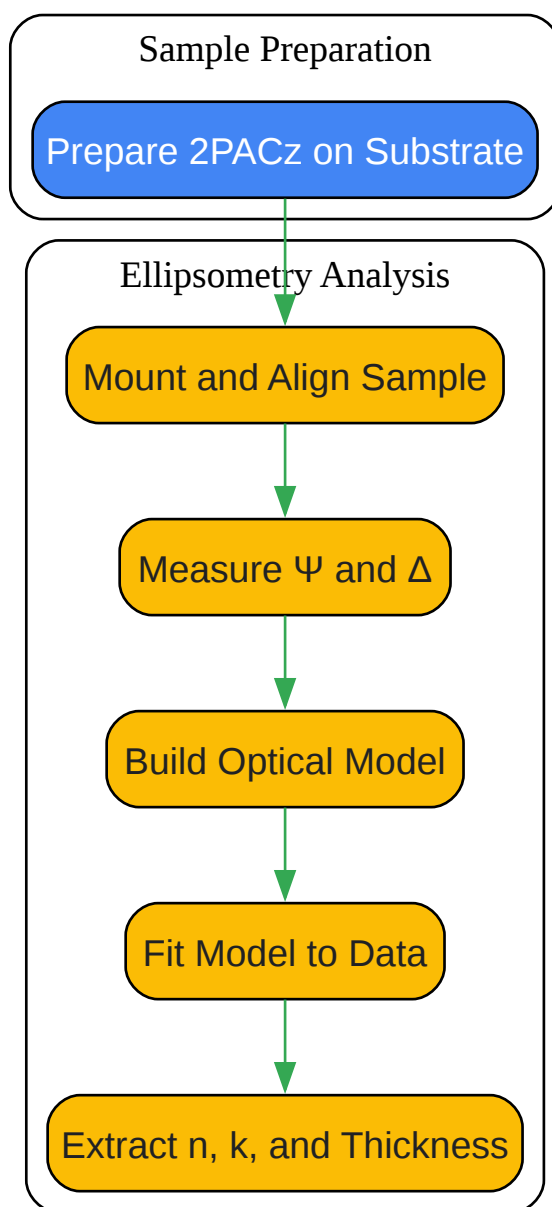 Sample Preparation
Prepare 2PACz on Substrate
Ellipsometry Analysis
Mount and Align Sample
Measure Ψ and Δ
Build Optical Model
Fit Model to Data
Extract n, k, and Thickness